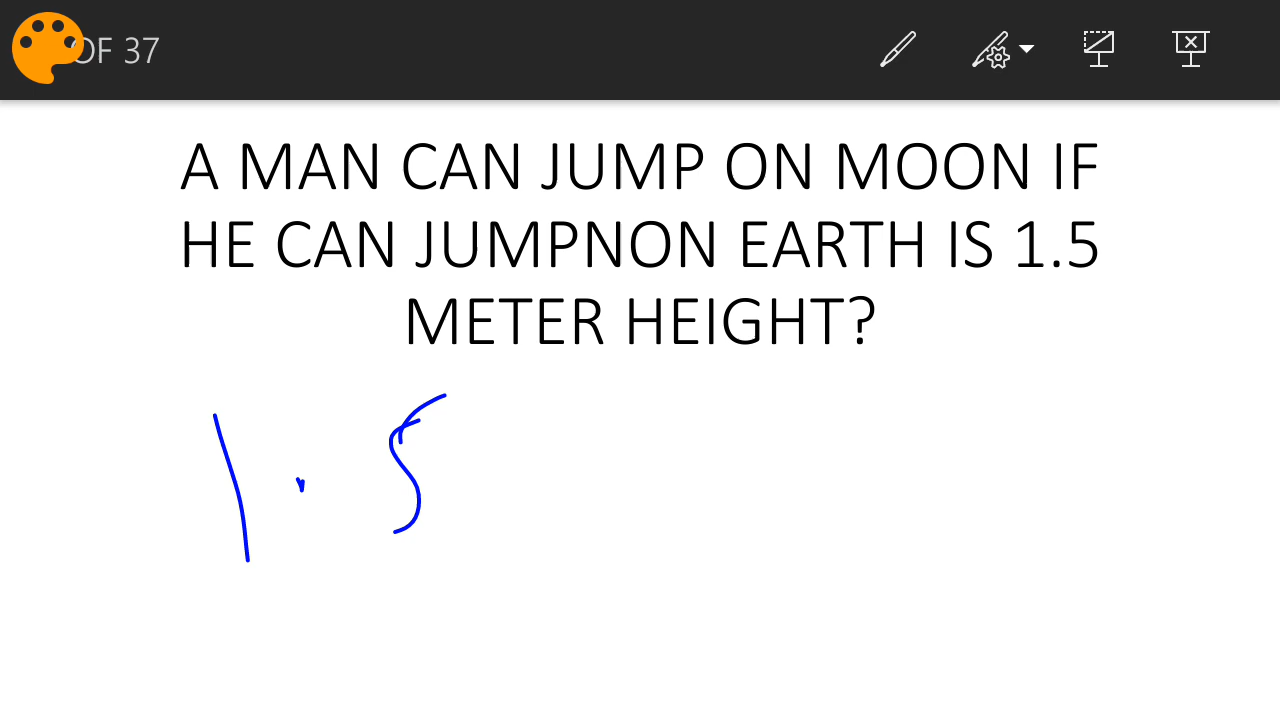 OF 37
A MAN CAN JUMP ON MOON IF
HE CAN JUMPNON EARTH IS 1.5
METER HEIGHT?
1.5